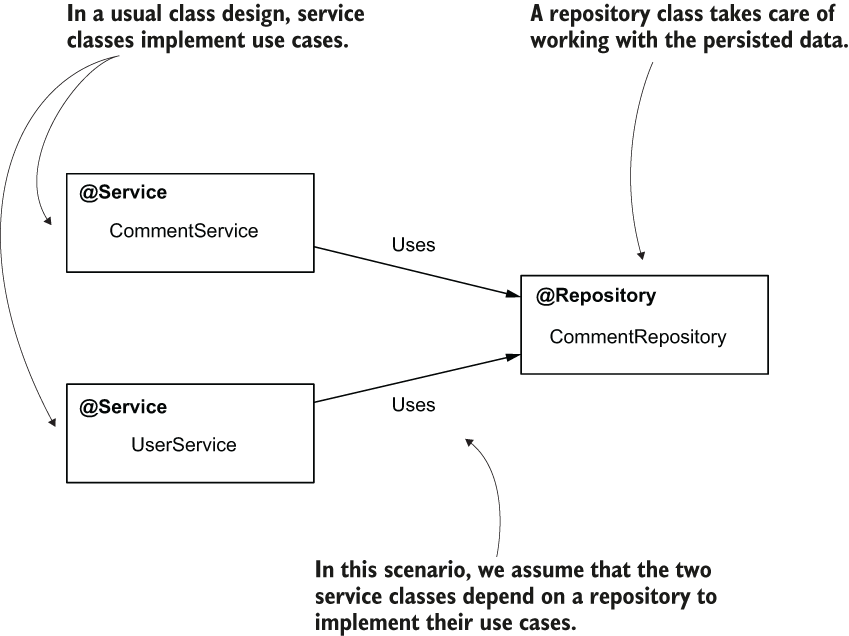 In a usual class design, service
classes implement use cases.
A repository class takes care of
working with the persisted data.
@Service
CommentService
Uses
@Repository
CommentRepository
@Service
UserService
Uses
In this scenario, we assume that the two
service classes depend on a repository to
implement their use cases.